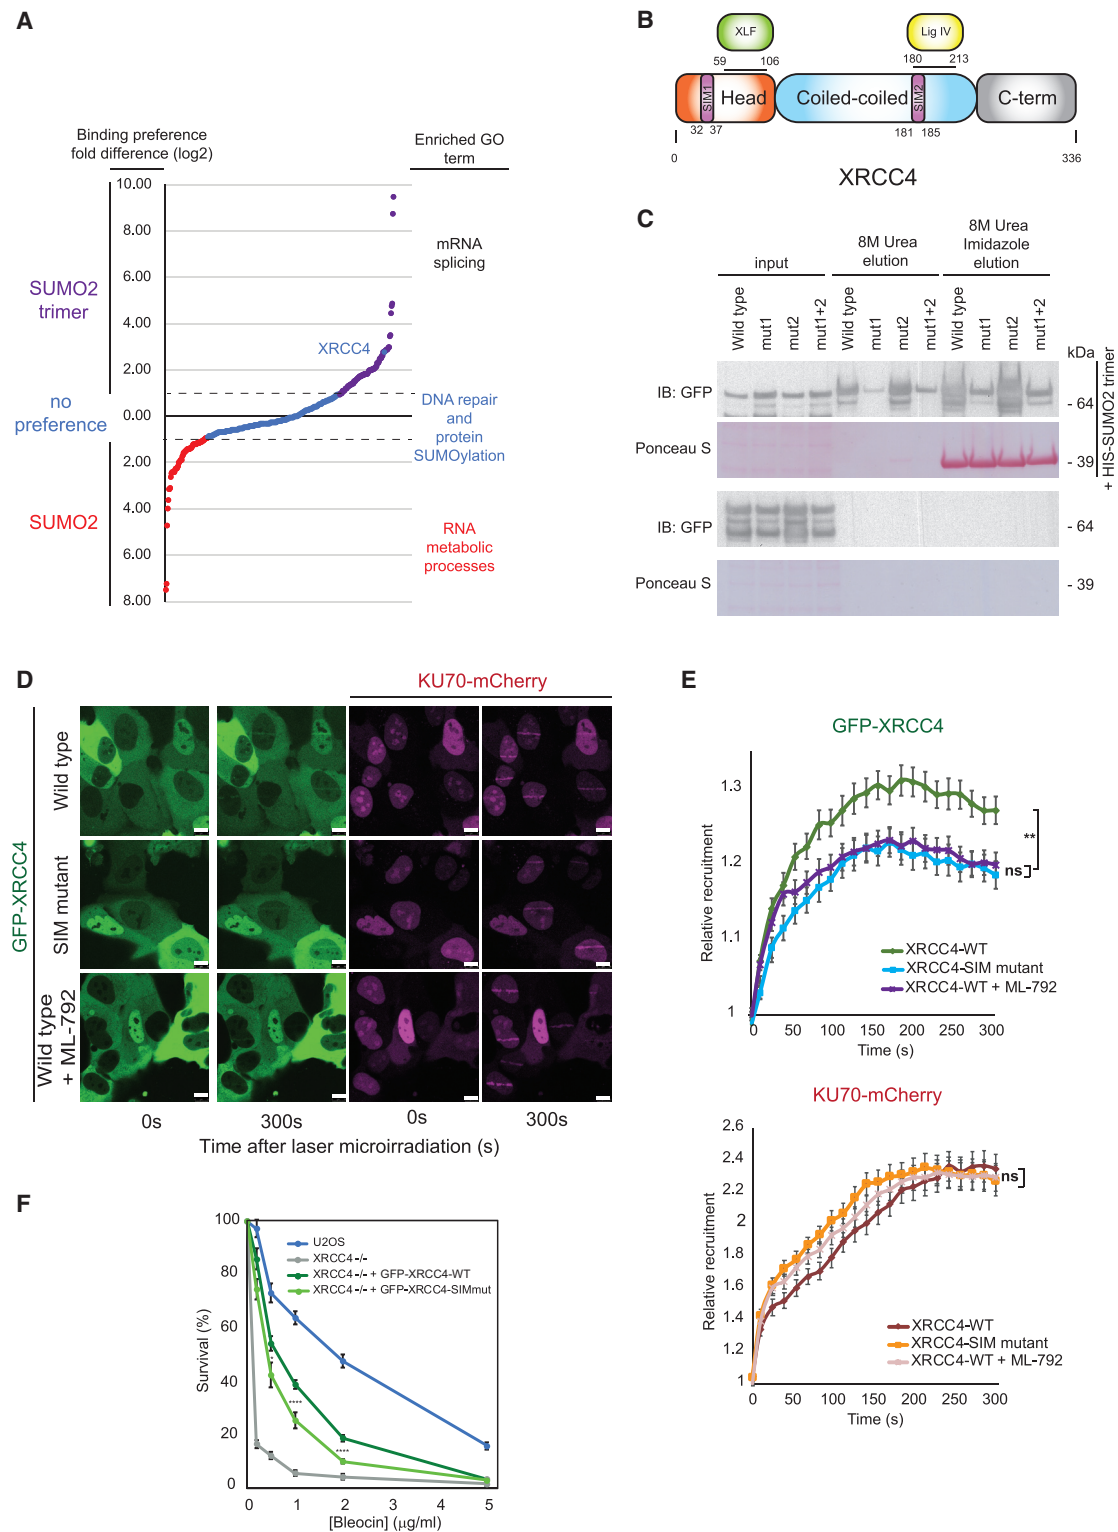 A
Binding preference
fold difference (log2)
Enriched GO
term
10.00
8.00
6.00
4.00
2.00
0.00
2.00
4.00
6.00
8.00
SUMO2
trimer
no
preference
SUMO2
XRCC4
mRNA
splicing
DNA repair
and
protein
SUMOylation
RNA
metabolic
processes
B
XLF
Lig IV
59
106
180
213
SIM1
Head
Coiled-coiled
SIM2
C-term
32
37
181
185
0
336
XRCC4
C
input
8M Urea
elution
8M Urea
Imidazole
elution
Wild type
mut1
mut2
mut1+2
Wild type
mut1
mut2
mut1+2
Wild type
mut1
mut2
mut1+2
kDa
IB: GFP
- 64
Ponceau S
- 39
+ HIS-SUMO2 trimer
IB: GFP
- 64
Ponceau S
- 39
D
KU70-mCherry
GFP-XRCC4
Wild type
SIM mutant
Wild type
+ ML-792
0s
300s
0s
300s
Time after laser microirradiation (s)
E
GFP-XRCC4
Relative recruitment
1.3
1.2
1.1
1
**
ns
XRCC4-WT
XRCC4-SIM mutant
XRCC4-WT + ML-792
0 50 100 150 200 250 300
Time (s)
KU70-mCherry
Relative recruitment
2.6
2.4
2.2
2
1.8
1.6
1.4
1.2
1
ns
XRCC4-WT
XRCC4-SIM mutant
XRCC4-WT + ML-792
0 50 100 150 200 250 300
Time (s)
F
Survival (%)
100
80
60
40
20
0
U2OS
XRCC4-/-
XRCC4-/- + GFP-XRCC4-WT
XRCC4-/- + GFP-XRCC4-SIMmut
*
****
****
0 1 2 3 4 5
[Bleocin] (μg/ml)